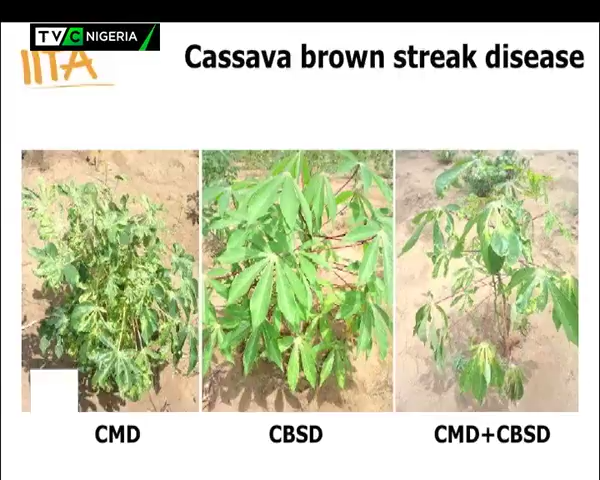 TVC NIGERIA
IITA
Cassava brown streak disease
CMD
CBSD
CMD+CBSD